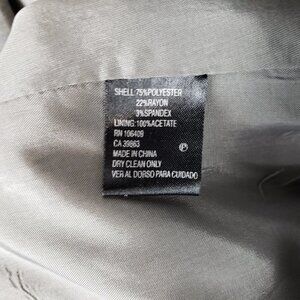 SHELL: 75%POLYESTER
22%RAYON
3%SPANDEX
LINING: 100%ACETATE
RN 106409
CA 39863
MADE IN CHINA
DRY CLEAN ONLY
VER AL DORSO PARA CUIDADO
P